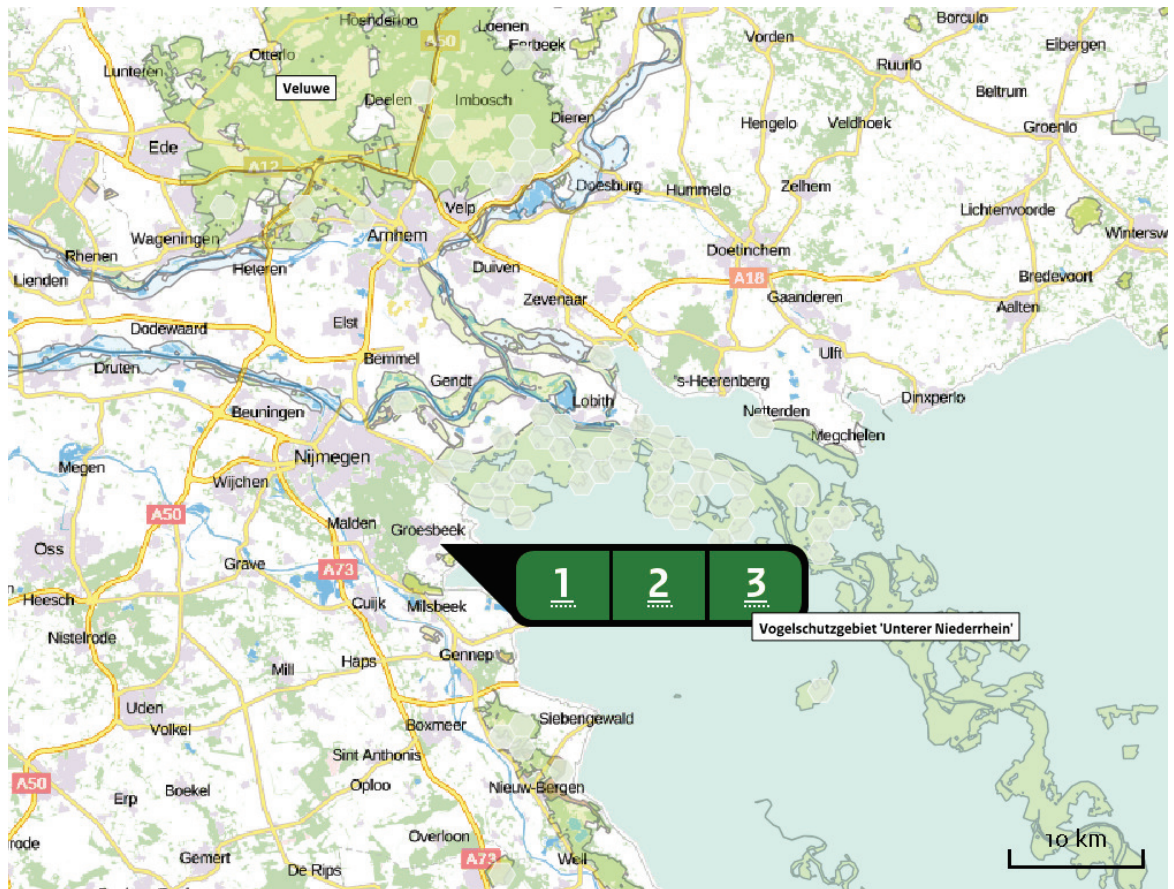 Hoenderloo
Loenen
Borculo
A50
Eerbeek
Vorden
Eibergen
Otterlo
Lunteren
Ruurlo
Veluwe
Beltrum
Deelen
Imbosch
Dieren
Hengelo
Veldhoek
Groenlo
Ede
A12
Doesburg
Hummelo
Zelhem
Velp
Lichtenvoorde
Wageningen
Arnhem
Wintersw
Rhenen
Doetinchem
Heteren
Duiven
Lienden
A18
Bredevoort
Zevenaar
Gaanderen
Aalten
Dodewaard
Elst
Ulft
Bemmel
Druten
Gendt
's-Heerenberg
Lobith
Dinxperlo
Beuningen
Netterden
Megchelen
Nijmegen
Megen
Wijchen
A50
Malden
Groesbeek
Oss
Grave
A73
1
2
3
Heesch
Cuijk
Milsbeek
Vogelschutzgebiet 'Unterer Niederrhein'
Nistelrode
Gennep
Haps
Mill
Uden
Volkel
Boxmeer
Siebengewald
Sint Anthonis
A50
Oploo
Nieuw-Bergen
Boekel
Erp
Overloon
10 km
rode
Gemert
A73
Well
De Rips